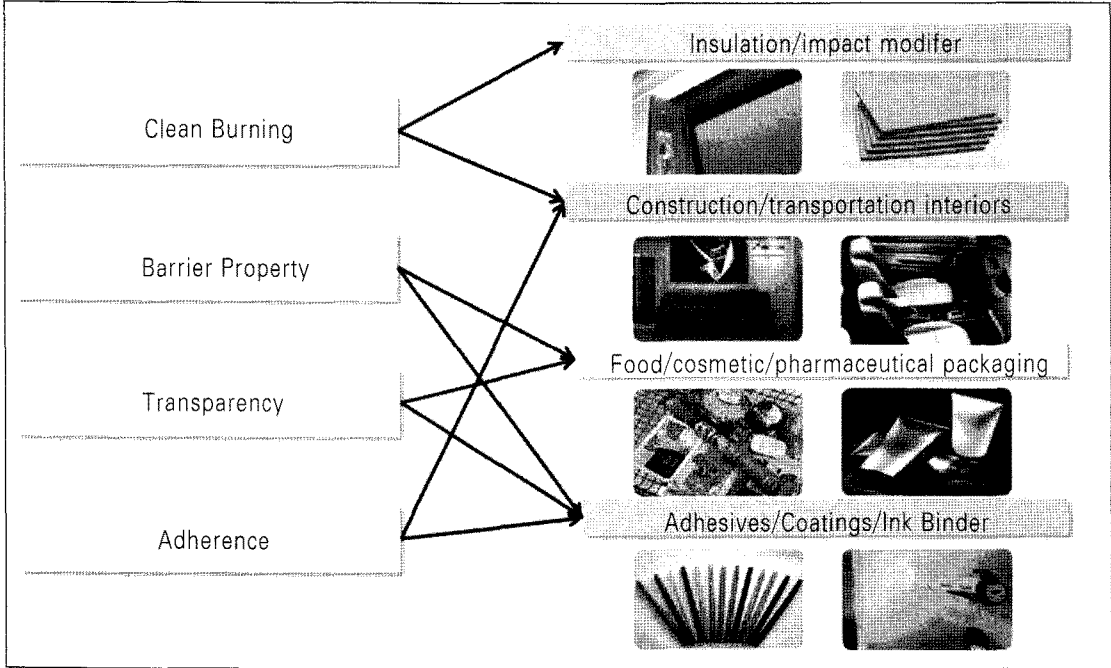 Insulation/impact modifer
Clean Burning
Construction/transportation interiors
Barrier Property
Food/cosmetic/pharmaceutical packaging
Transparency
Adhesives/Coatings/Ink Binder
Adherence